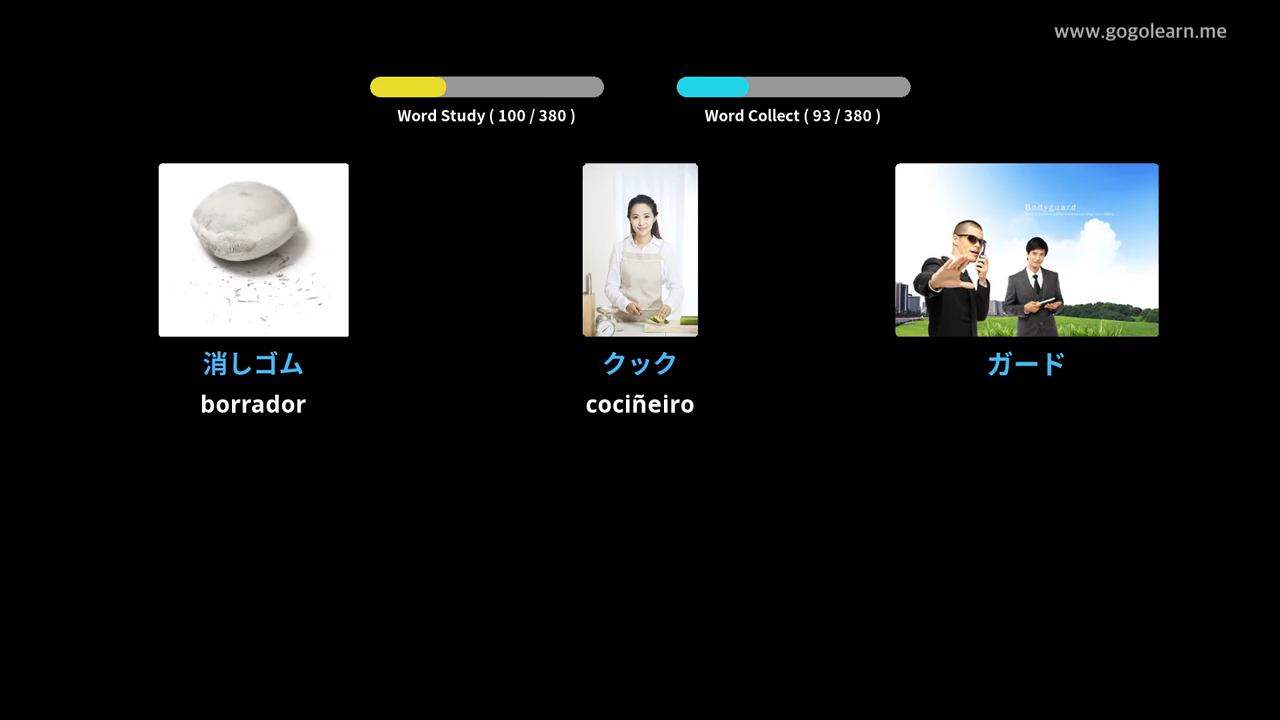 www.gogolearn.me
Word Study ( 100 / 380 )
Word Collect ( 93 / 380 )
Bodyguard
消しゴム
クック
ガード
borrador
cociñeiro